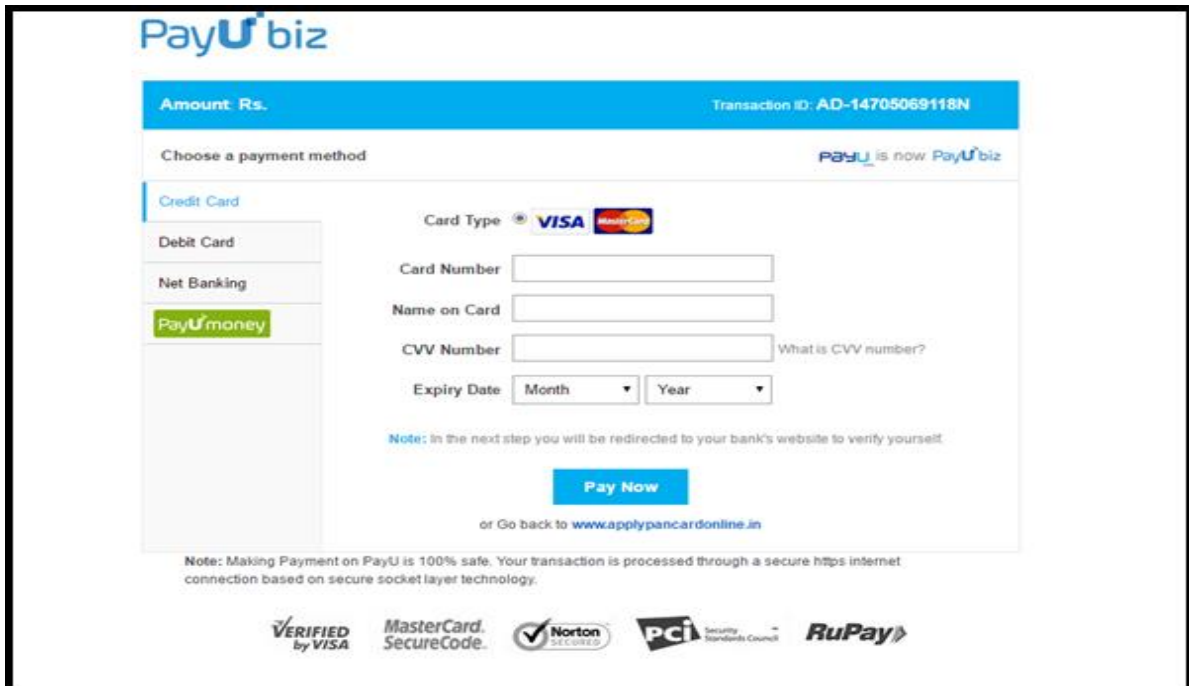 PayU biz
Amount: Rs. Transaction ID: AD-14705069118N
Choose a payment method PayU is now PayU biz
Credit Card
Debit Card
Net Banking
PayUmoney
Card Type VISA MasterCard
Card Number
Name on Card
CVV Number What is CVV number?
Expiry Date Month Year
Note: In the next step you will be redirected to your bank's website to verify yourself.
Pay Now
or Go back to www.applypancardonline.in
Note: Making Payment on PayU is 100% safe. Your transaction is processed through a secure https internet
connection based on secure socket layer technology.
VERIFIED by VISA MasterCard. SecureCode. Norton SECURED PCI Security Standards Council RuPay